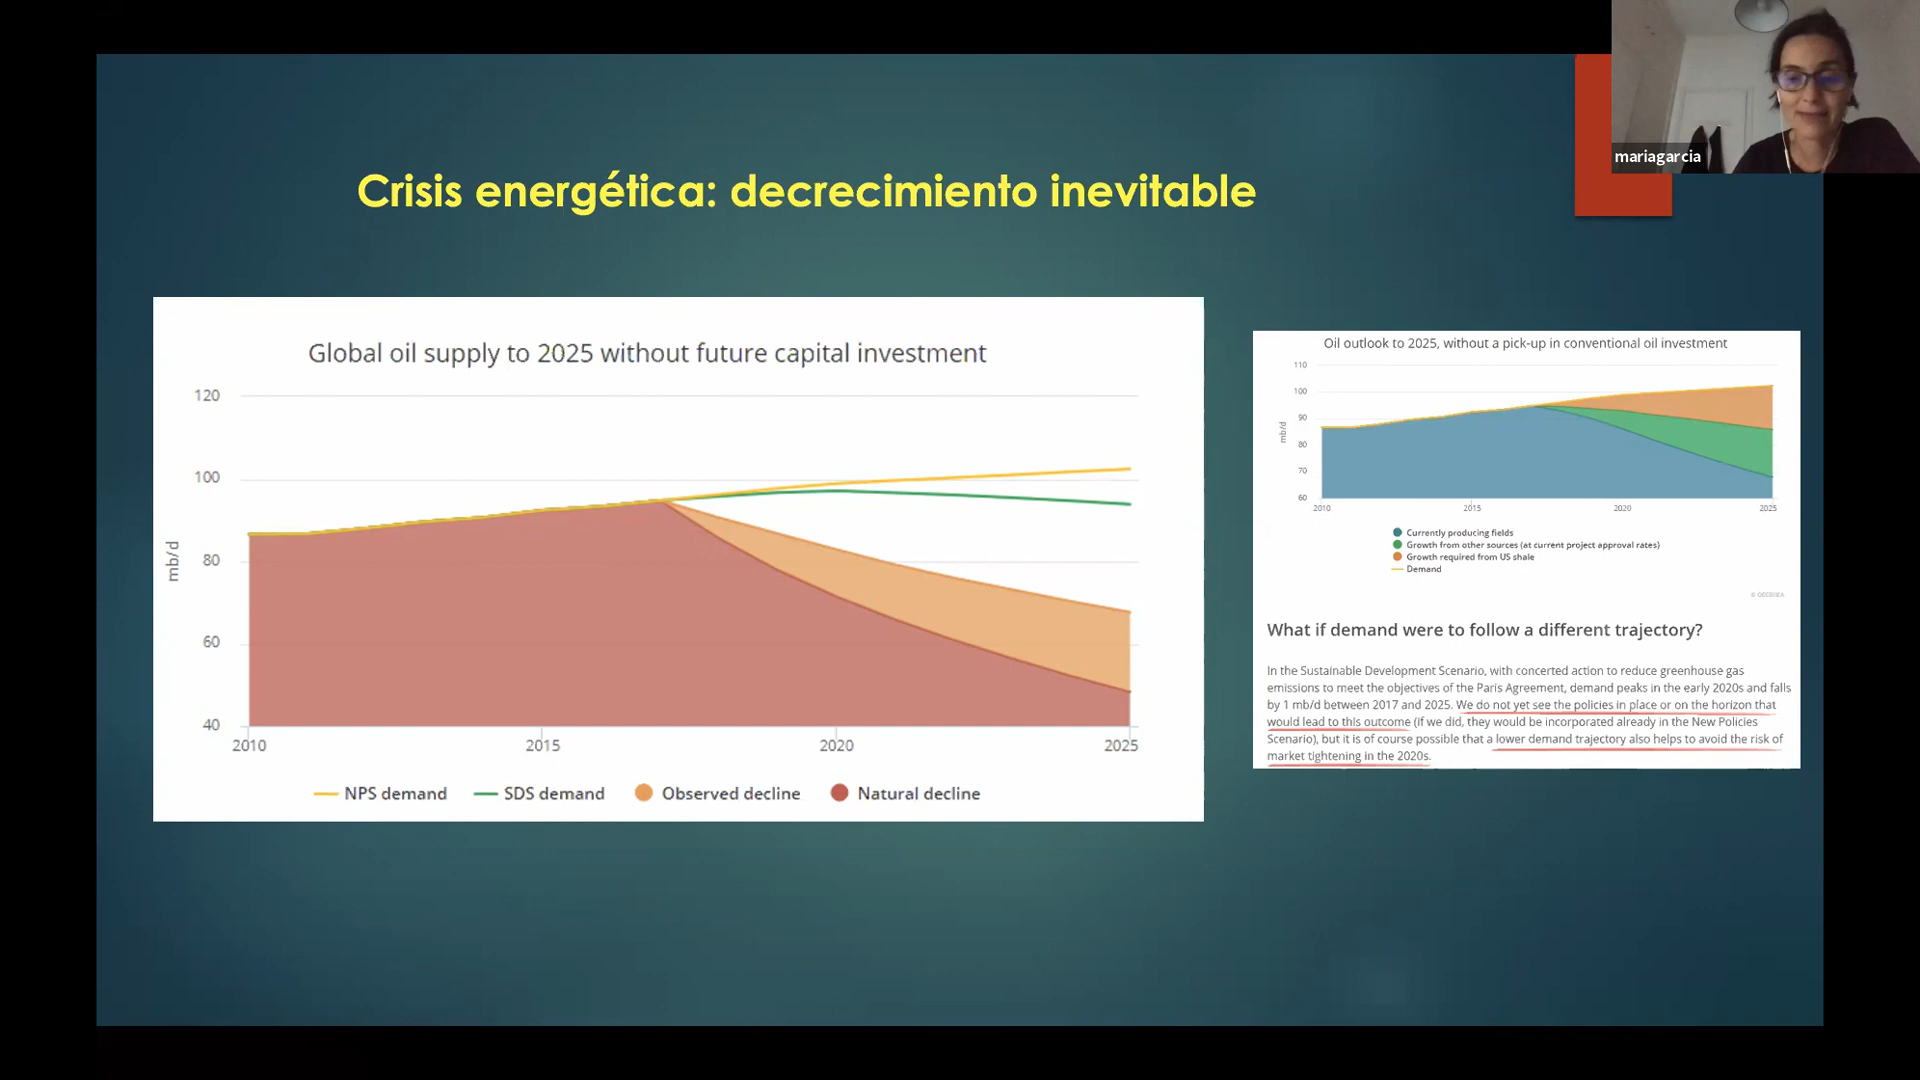 mariagarcia
Crisis energética: decrecimiento inevitable
Global oil supply to 2025 without future capital investment
120
100
80
60
40
mb/d
2010 2015 2020 2025
NPS demand SDS demand Observed decline Natural decline
Oil outlook to 2025, without a pick-up in conventional oil investment
110
100
90
80
70
60
mb/d
2010 2015 2020 2025
Currently producing fields
Growth from other sources (at current project approval rates)
Growth required from US shale
Demand
What if demand were to follow a different trajectory?
In the Sustainable Development Scenario, with concerted action to reduce greenhouse gas
emissions to meet the objectives of the Paris Agreement, demand peaks in the early 2020s and falls
by 1 mb/d between 2017 and 2025. We do not yet see the policies in place or on the horizon that
would lead to this outcome (if we did, they would be incorporated already in the New Policies
Scenario), but it is of course possible that a lower demand trajectory also helps to avoid the risk of
market tightening in the 2020s.